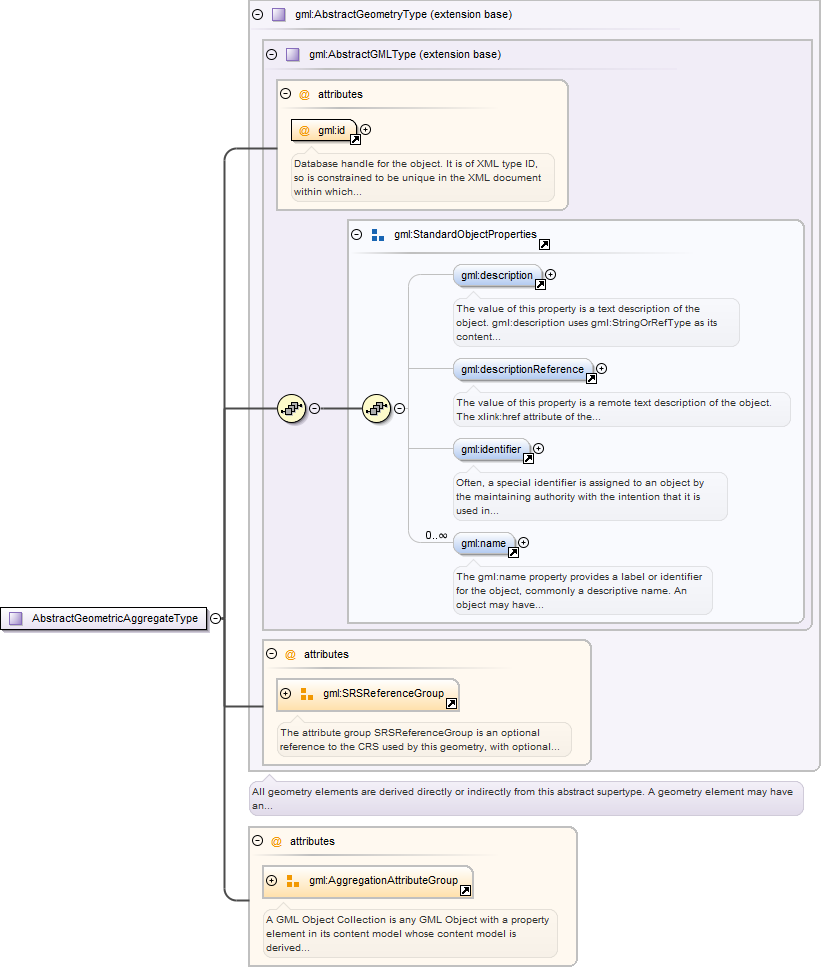 gml:AbstractGeometryType (extension base)
gml:AbstractGMLType (extension base)
@ attributes
@ gml:id
Database handle for the object. It is of XML type ID,
so is constrained to be unique in the XML document
within which...
gml:StandardObjectProperties
gml:description
The value of this property is a text description of the
object. gml:description uses gml:StringOrRefType as its
content...
gml:descriptionReference
The value of this property is a remote text description of the object.
The xlink:href attribute of the...
gml:identifier
Often, a special identifier is assigned to an object by
the maintaining authority with the intention that it is
used in...
0..∞
gml:name
The gml:name property provides a label or identifier
for the object, commonly a descriptive name. An
object may have...
AbstractGeometricAggregateType
@ attributes
gml:SRSReferenceGroup
The attribute group SRSReferenceGroup is an optional
reference to the CRS used by this geometry, with optional...
All geometry elements are derived directly or indirectly from this abstract supertype. A geometry element may have
an...
@ attributes
gml:AggregationAttributeGroup
A GML Object Collection is any GML Object with a property
element in its content model whose content model is
derived...